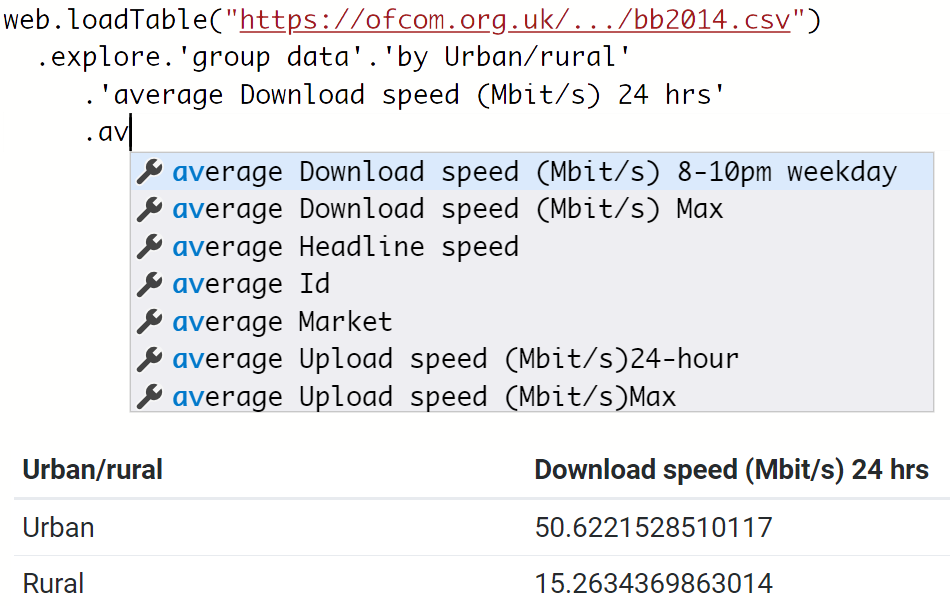 web.loadTable("https://ofcom.org.uk/.../bb2014.csv")
.explore.'group data'.'by Urban/rural'
.'average Download speed (Mbit/s) 24 hrs'
.av
average Download speed (Mbit/s) 8-10pm weekday
average Download speed (Mbit/s) Max
average Headline speed
average Id
average Market
average Upload speed (Mbit/s)24-hour
average Upload speed (Mbit/s)Max
Urban/rural Download speed (Mbit/s) 24 hrs
Urban 50.6221528510117
Rural 15.2634369863014